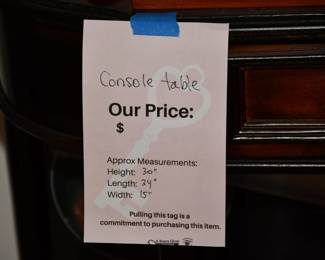 Console table
Our Price:
$
Approx Measurements:
Height: 30"
Length: 34"
Width: 15"
Pulling this tag is a
commitment to purchasing this item.